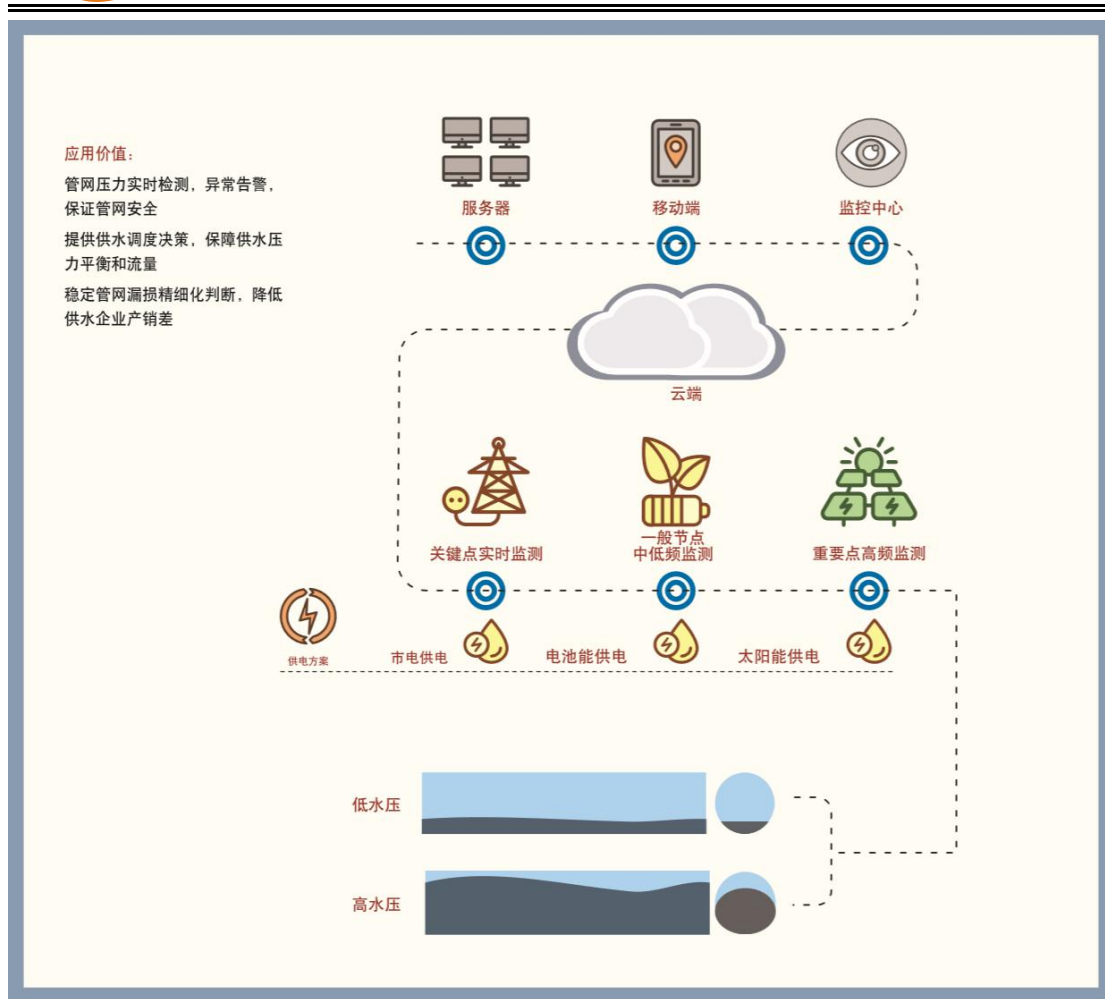 应用价值：
管网压力实时检测，异常告警，
保证管网安全
提供供水调度决策，保障供水压
力平衡和流量
稳定管网漏损精细化判断，降低
供水企业产销差
服务器
移动端
监控中心
云端
关键点实时监测
一般节点
中低频监测
重要点高频监测
供电方案
市电供电
电池能供电
太阳能供电
低水压
高水压